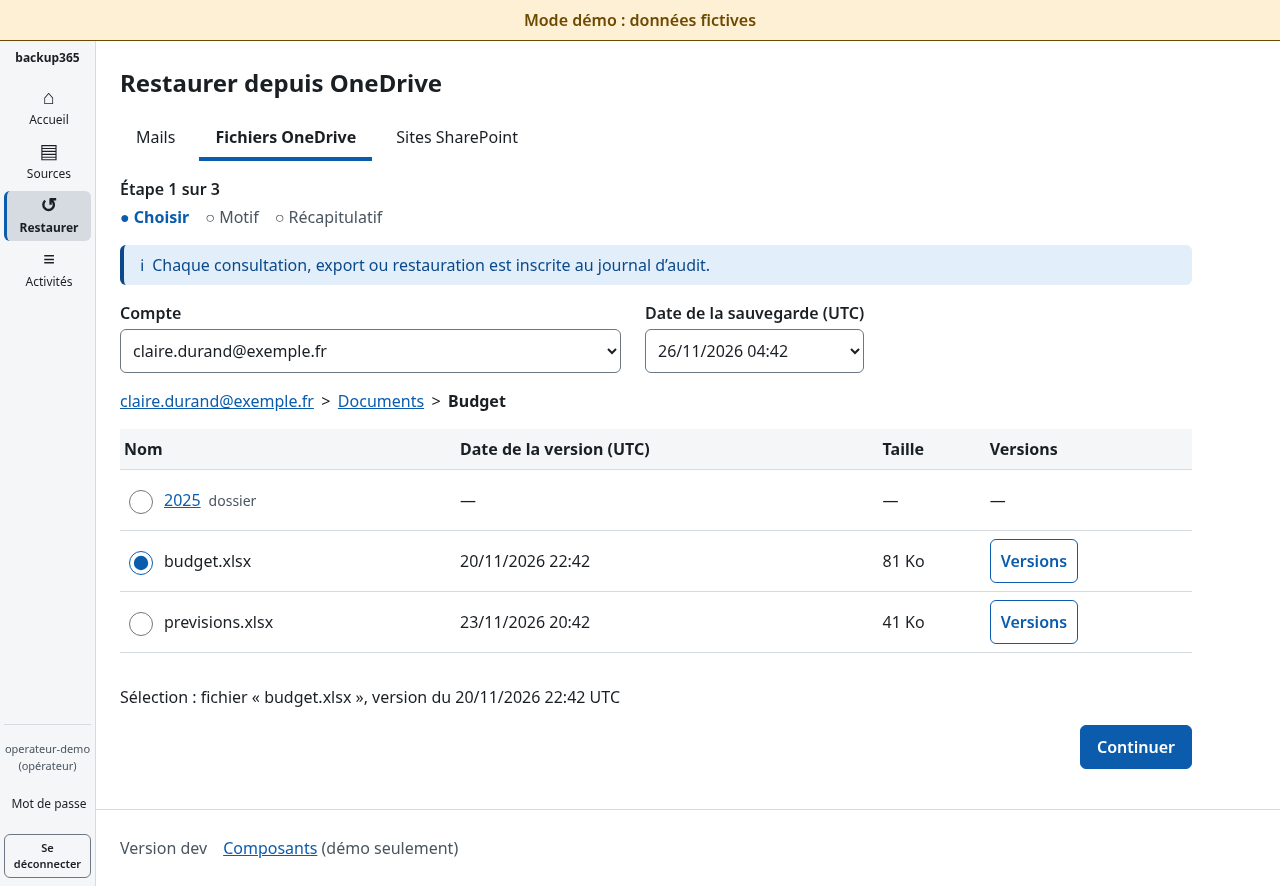 Mode démo : données fictives
backup365
Accueil
Sources
Restaurer
Activités
operateur-demo
(opérateur)
Mot de passe
Se
déconnecter
Restaurer depuis OneDrive
Mails Fichiers OneDrive Sites SharePoint
Étape 1 sur 3
● Choisir ○ Motif ○ Récapitulatif
i Chaque consultation, export ou restauration est inscrite au journal d’audit.
Compte Date de la sauvegarde (UTC)
claire.durand@exemple.fr 26/11/2026 04:42
claire.durand@exemple.fr > Documents > Budget
Nom Date de la version (UTC) Taille Versions
2025 dossier — — —
budget.xlsx 20/11/2026 22:42 81 Ko Versions
previsions.xlsx 23/11/2026 20:42 41 Ko Versions
Sélection : fichier « budget.xlsx », version du 20/11/2026 22:42 UTC
Continuer
Version dev Composants (démo seulement)